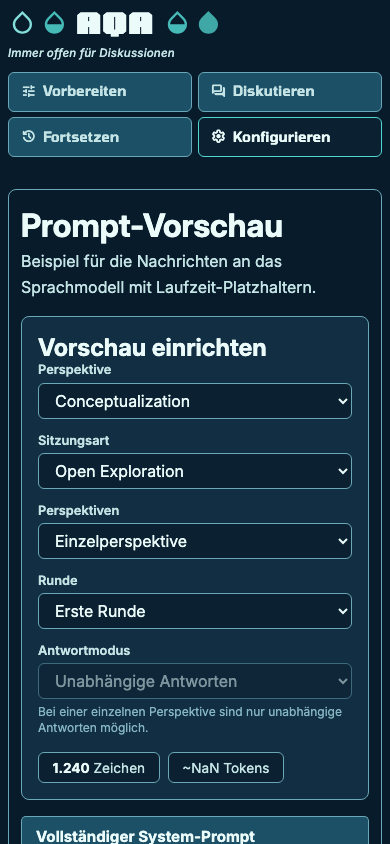 AQA
Immer offen für Diskussionen
Vorbereiten
Diskutieren
Fortsetzen
Konfigurieren
Prompt-Vorschau
Beispiel für die Nachrichten an das
Sprachmodell mit Laufzeit-Platzhaltern.
Vorschau einrichten
Perspektive
Conceptualization
Sitzungsart
Open Exploration
Perspektiven
Einzelperspektive
Runde
Erste Runde
Antwortmodus
Unabhängige Antworten
Bei einer einzelnen Perspektive sind nur unabhängige
Antworten möglich.
1.240 Zeichen
~NaN Tokens
Vollständiger System-Prompt